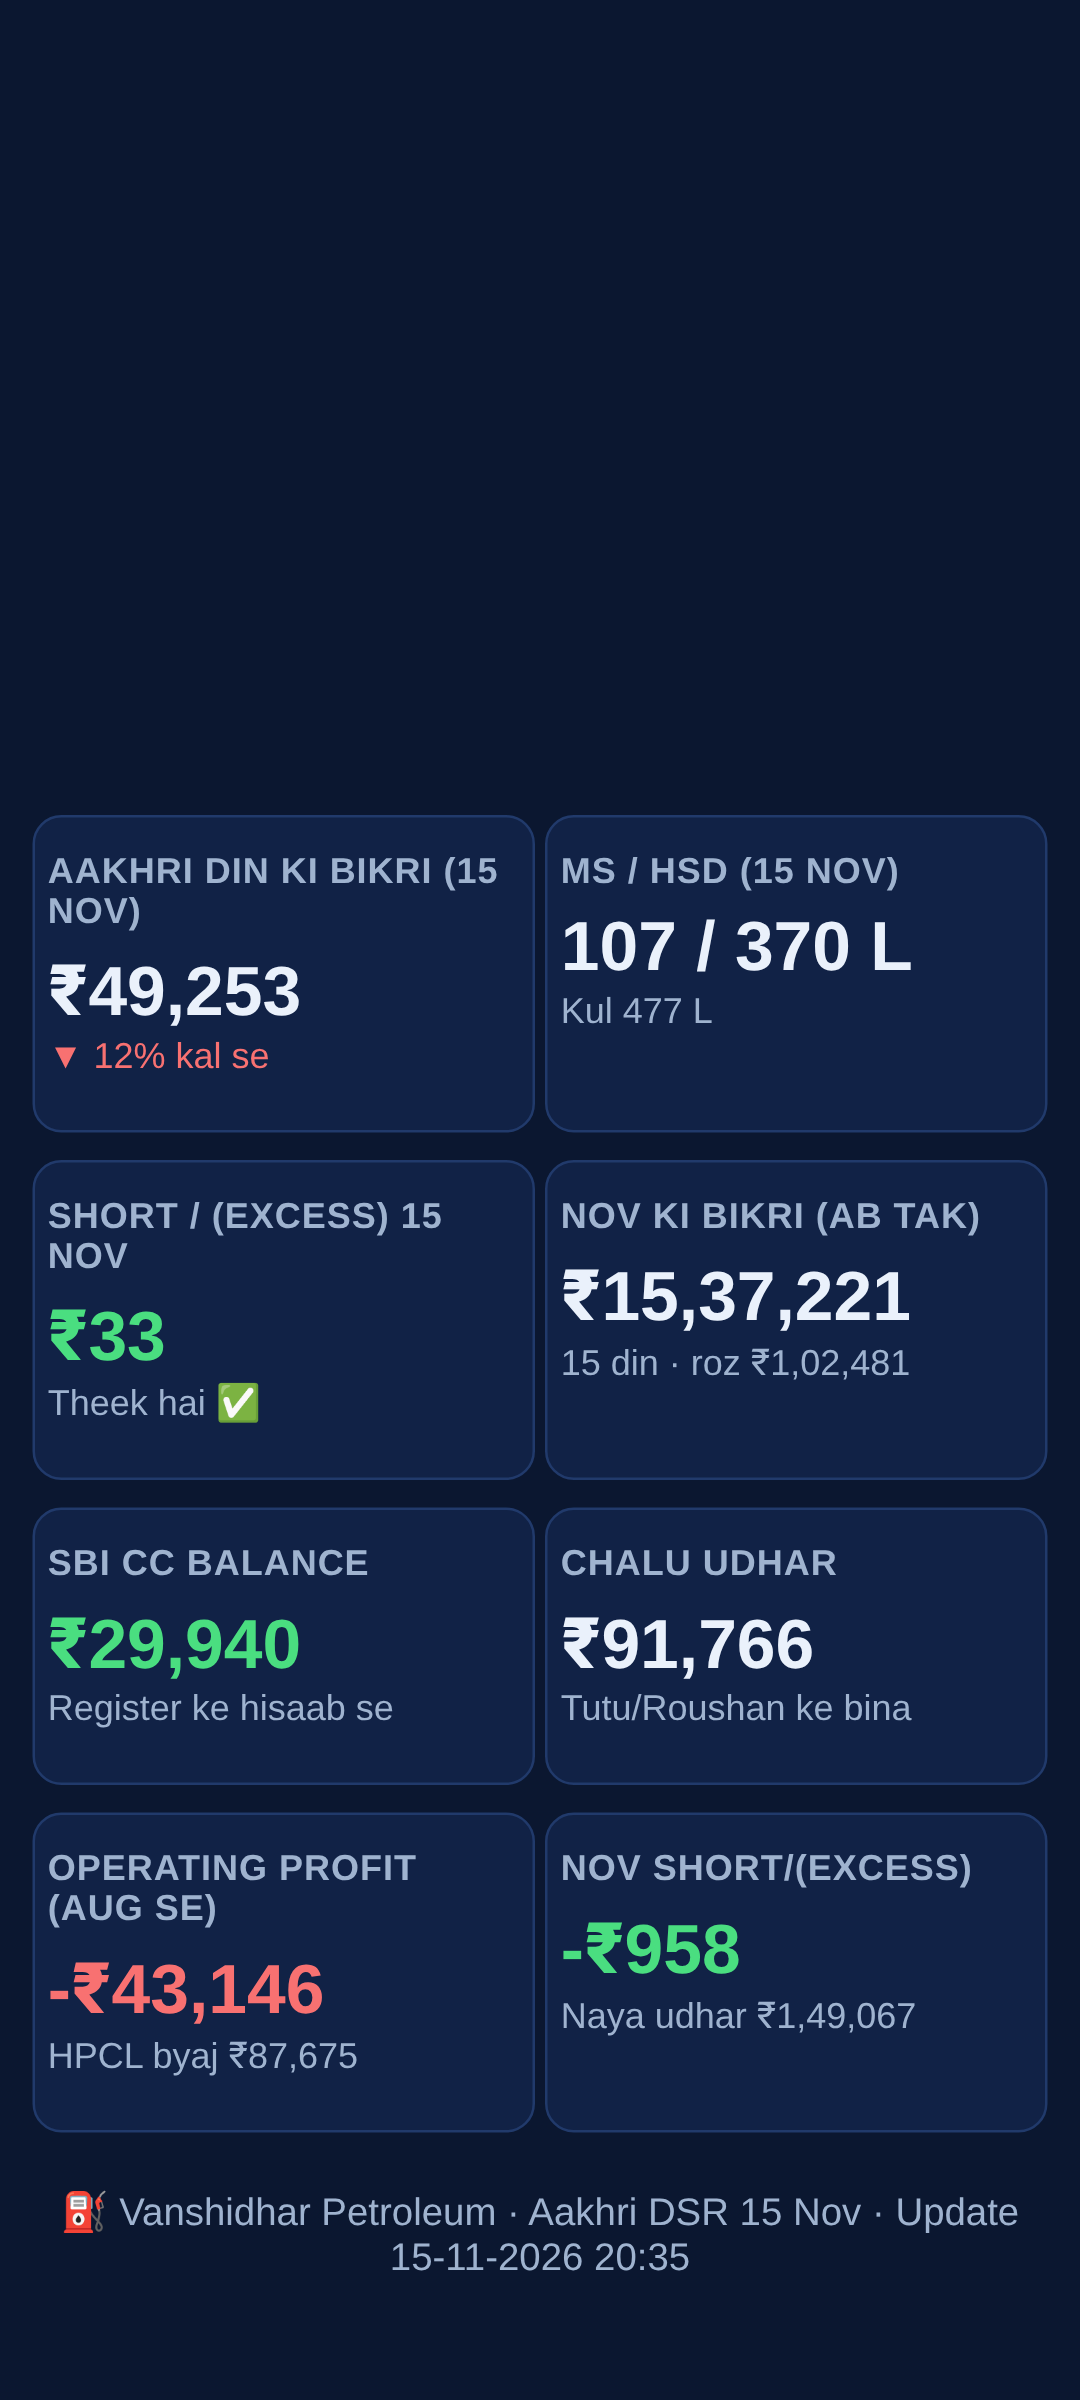 AAKHRI DIN KI BIKRI (15
NOV)
₹49,253
▼ 12% kal se
MS / HSD (15 NOV)
107 / 370 L
Kul 477 L
SHORT / (EXCESS) 15
NOV
₹33
Theek hai ✅
NOV KI BIKRI (AB TAK)
₹15,37,221
15 din · roz ₹1,02,481
SBI CC BALANCE
₹29,940
Register ke hisaab se
CHALU UDHAR
₹91,766
Tutu/Roushan ke bina
OPERATING PROFIT
(AUG SE)
-₹43,146
HPCL byaj ₹87,675
NOV SHORT/(EXCESS)
-₹958
Naya udhar ₹1,49,067
⛽ Vanshidhar Petroleum · Aakhri DSR 15 Nov · Update
15-11-2026 20:35